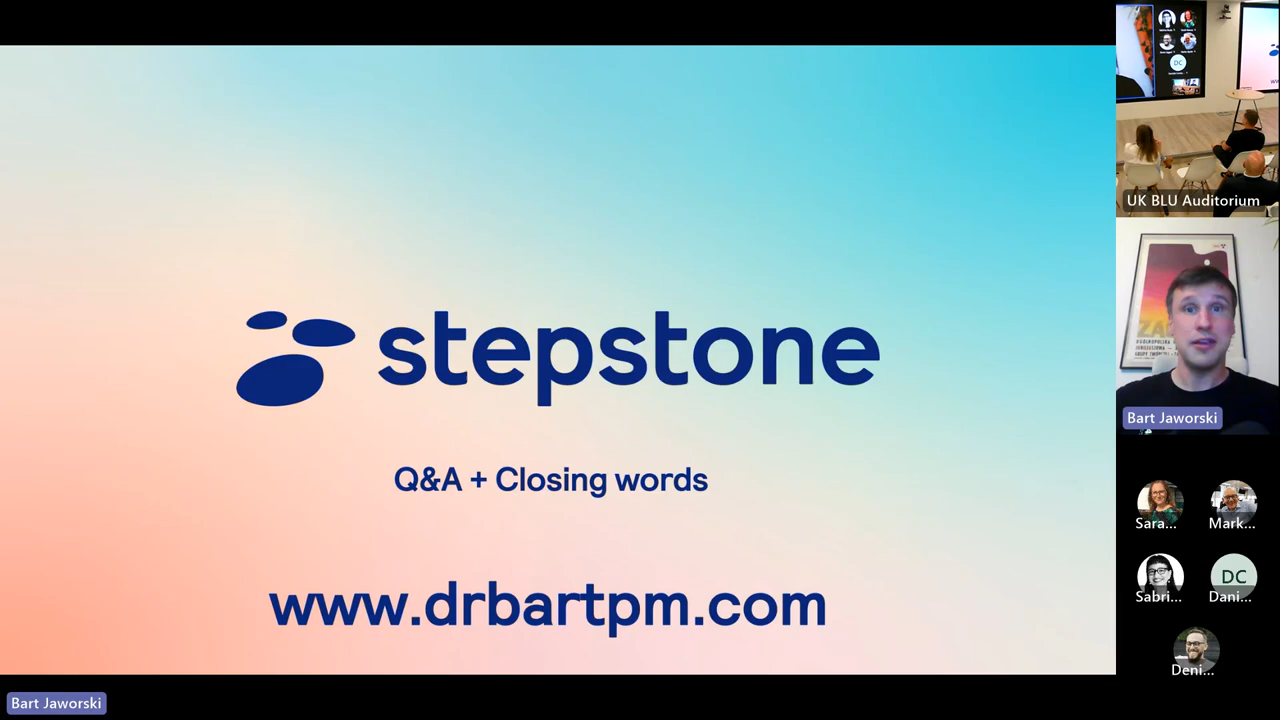 stepstone
Q&A + Closing words
www.drbartpm.com
Bart Jaworski
UK BLU Auditorium
Bart Jaworski
Sara...
Mark...
Sabri...
DC
Dani...
Deni...
DC